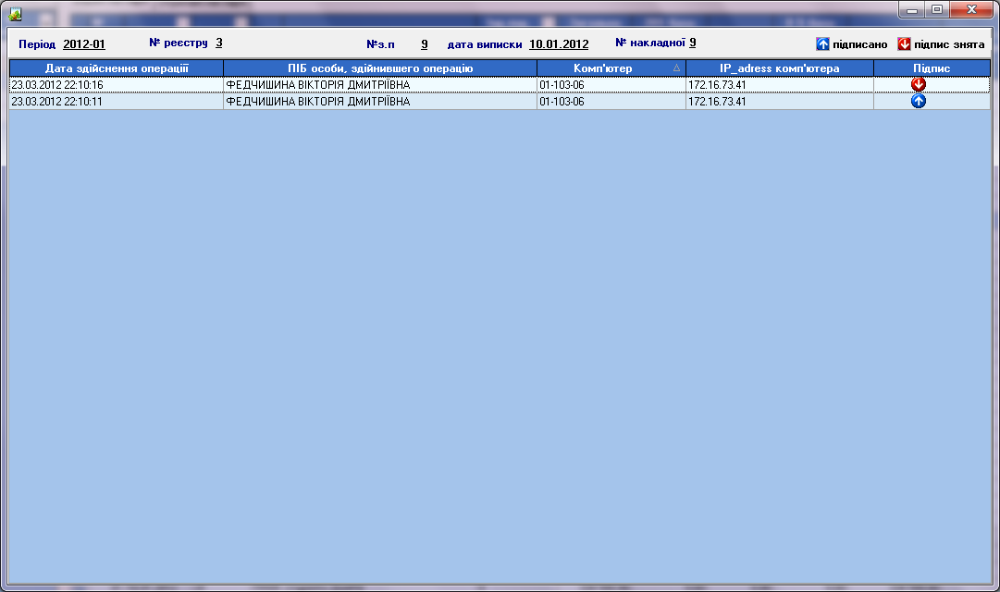 Період 2012-01 № реєстру 3 №з.п 9 дата виписки 10.01.2012 № накладної 9 підписано підпис знята
Дата здійснення операціїї ПІБ особи, здійнившего операцію Комп'ютер IP_adress комп'ютера Підпис
23.03.2012 22:10:16 ФЕДЧИШИНА ВІКТОРІЯ ДМИТРІЇВНА 01-103-06 172.16.73.41
23.03.2012 22:10:11 ФЕДЧИШИНА ВІКТОРІЯ ДМИТРІЇВНА 01-103-06 172.16.73.41